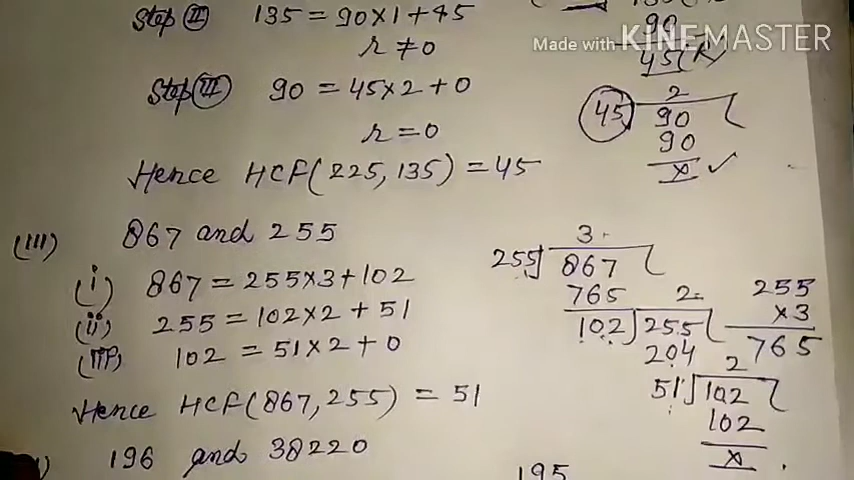 Step (II) 135 = 90×1+45
r ≠ 0
Step (III) 90 = 45×2+0
r = 0
Hence HCF(225, 135) = 45
90
45(R)
2
45) 90
90
x ✓
Made with KINEMASTER
(III) 867 and 255
(i) 867 = 255×3+102
(ii) 255 = 102×2 + 51
(iii) 102 = 51×2+0
Hence HCF(867, 255) = 51
3
255) 867
765 2
102) 255
204 2
51) 102
102
x
255
×3
765
196 and 38220
195